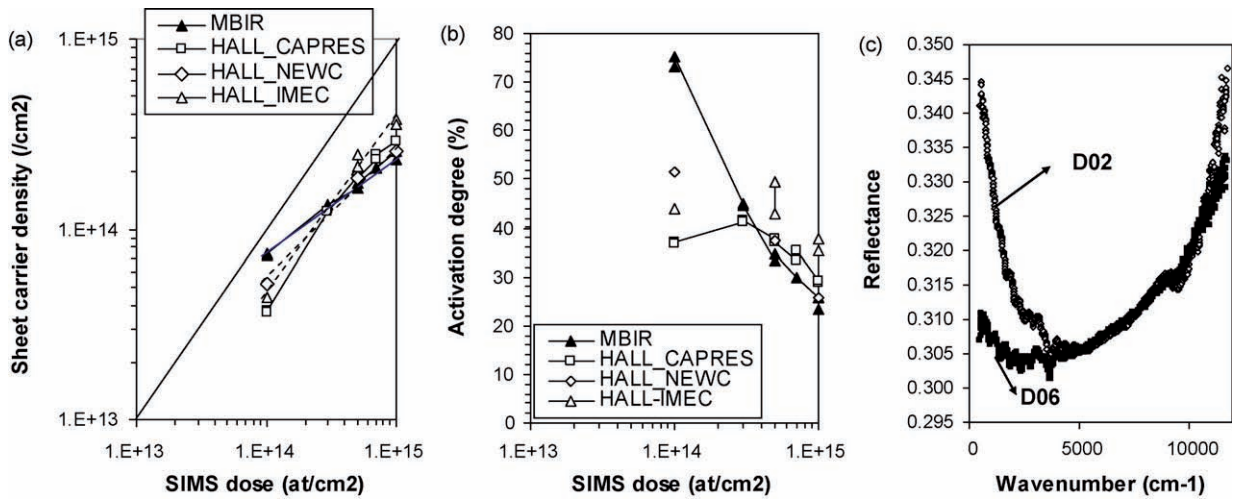 (a)
MBIR
HALL_CAPRES
HALL_NEWC
HALL_IMEC
1.E+15
1.E+14
1.E+13
Sheet carrier density (/cm2)
1.E+13 1.E+14 1.E+15
SIMS dose (at/cm2)
(b)
80
70
60
50
40
30
20
10
0
Activation degree (%)
MBIR
HALL_CAPRES
HALL_NEWC
HALL-IMEC
1.E+13 1.E+14 1.E+15
SIMS dose (at/cm2)
(c)
0.350
0.345
0.340
0.335
0.330
0.325
0.320
0.315
0.310
0.305
0.300
0.295
Reflectance
D02
D06
0 5000 10000
Wavenumber (cm-1)